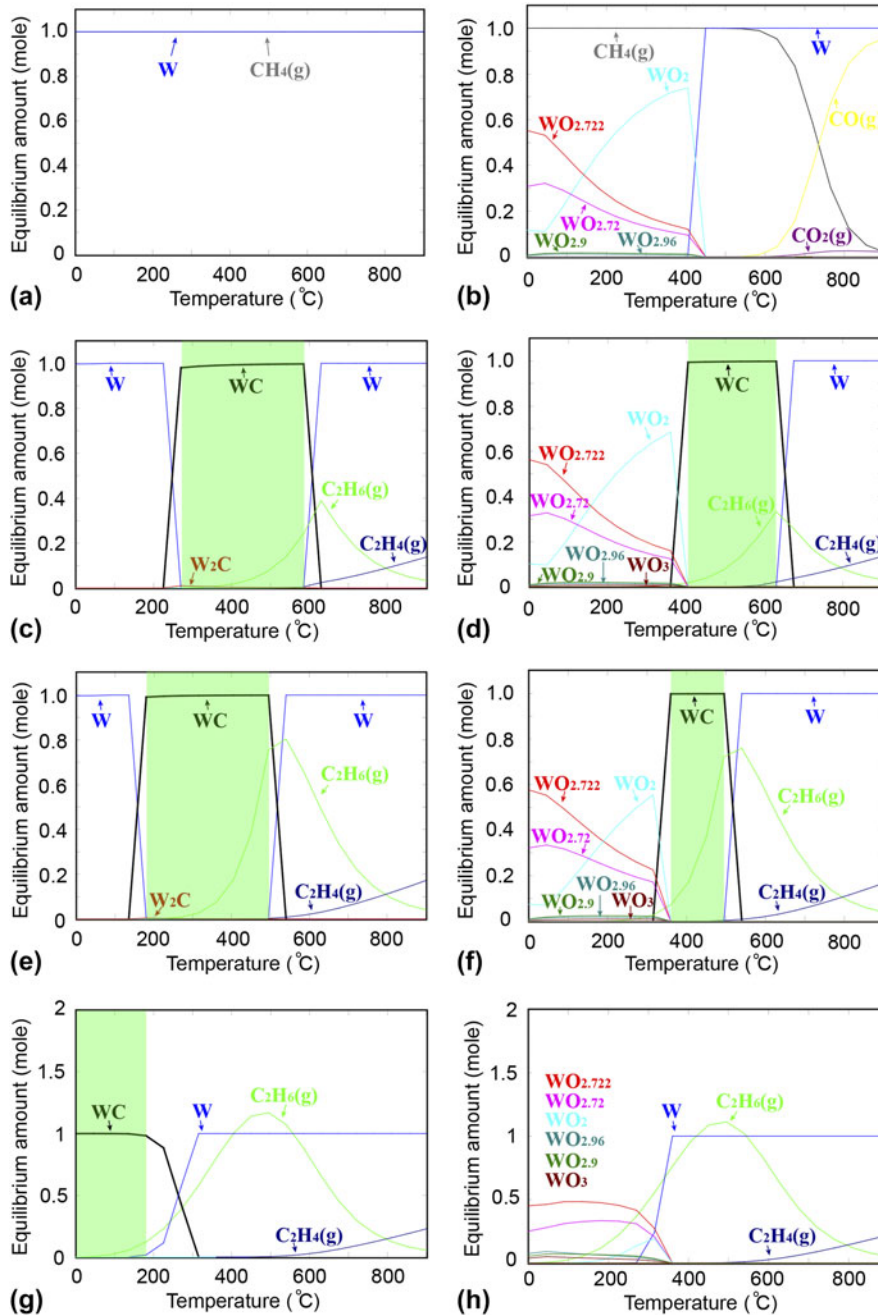 Equilibrium amount (mole)
1.0
0.8
0.6
0.4
0.2
0
W
CH4(g)
0 200 400 600 800
(a) Temperature (℃)
Equilibrium amount (mole)
1.0
0.8
0.6
0.4
0.2
0
CH4(g)
WO2
W
WO2.722
CO(g)
WO2.72
WO2.9
WO2.96
CO2(g)
0 200 400 600 800
(b) Temperature (℃)
Equilibrium amount (mole)
1.0
0.8
0.6
0.4
0.2
0
W
WC
W
C2H6(g)
W2C
C2H4(g)
0 200 400 600 800
(c) Temperature (℃)
Equilibrium amount (mole)
1.0
0.8
0.6
0.4
0.2
0
WC
W
WO2
WO2.722
C2H6(g)
WO2.72
WO2.96
WO3
C2H4(g)
WO2.9
0 200 400 600 800
(d) Temperature (℃)
Equilibrium amount (mole)
1.0
0.8
0.6
0.4
0.2
0
W
WC
W
C2H6(g)
W2C
C2H4(g)
0 200 400 600 800
(e) Temperature (℃)
Equilibrium amount (mole)
1.0
0.8
0.6
0.4
0.2
0
WC
W
WO2.722
WO2
C2H6(g)
WO2.72
WO2.96
WO2.9
WO3
C2H4(g)
0 200 400 600 800
(f) Temperature (℃)
Equilibrium amount (mole)
2
1.5
1
0.5
0
WC
W
C2H6(g)
C2H4(g)
0 200 400 600 800
(g) Temperature (℃)
Equilibrium amount (mole)
2
1.5
1
0.5
0
WO2.722
WO2.72
WO2
WO2.96
WO2.9
WO3
W
C2H6(g)
C2H4(g)
0 200 400 600 800
(h) Temperature (℃)